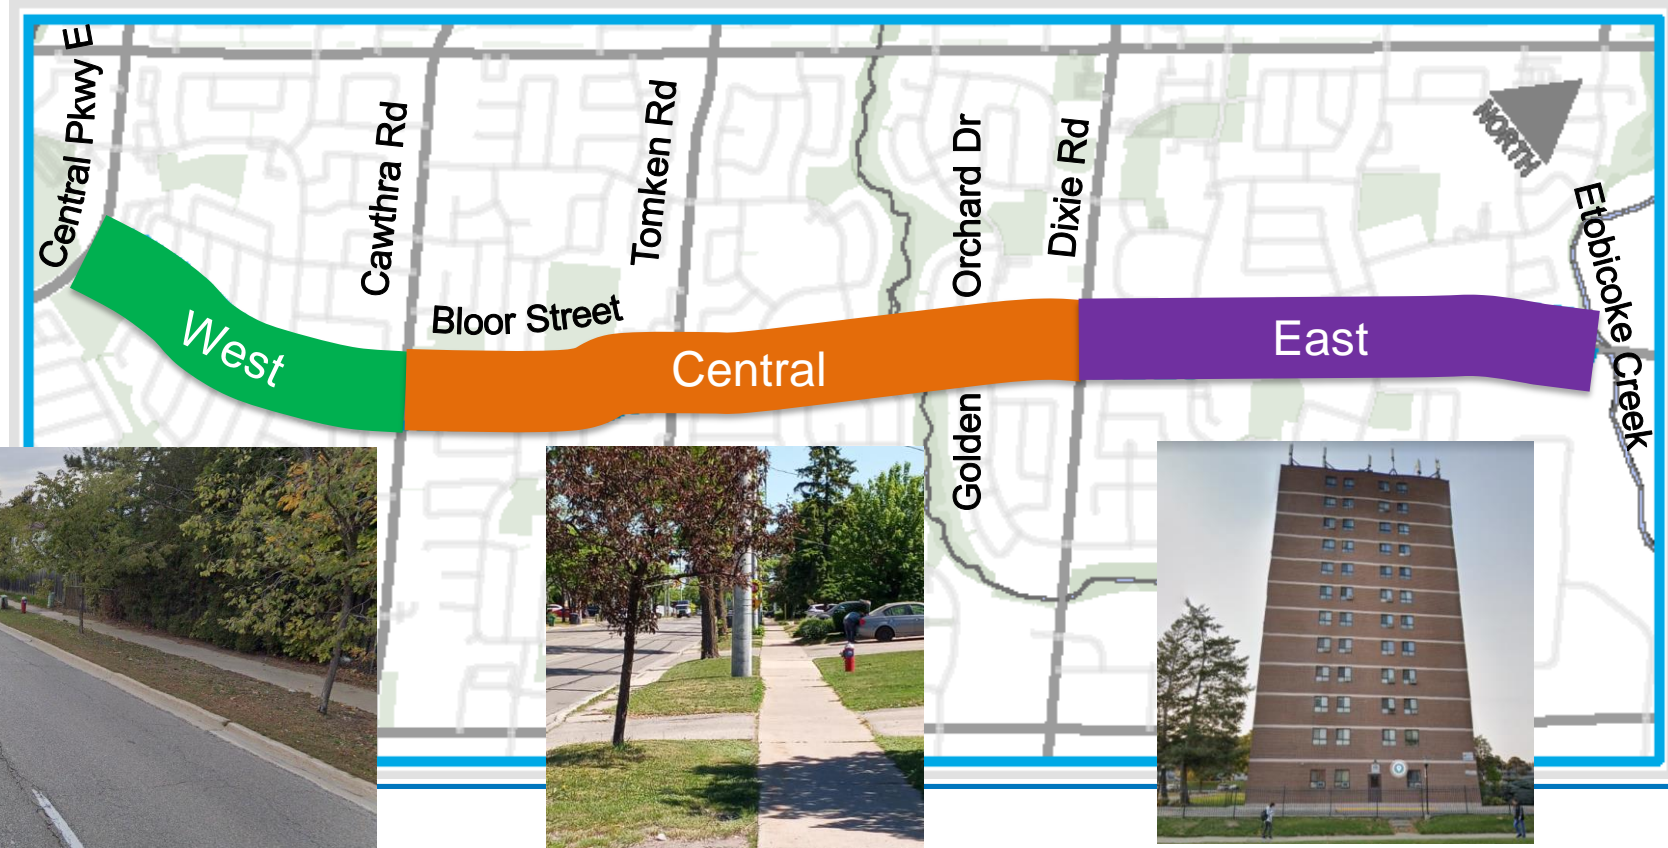 Central Pkwy E
Cawthra Rd
Tomken Rd
Golden Orchard Dr
Dixie Rd
NORTH
Etobicoke Creek
Bloor Street
West
Central
East